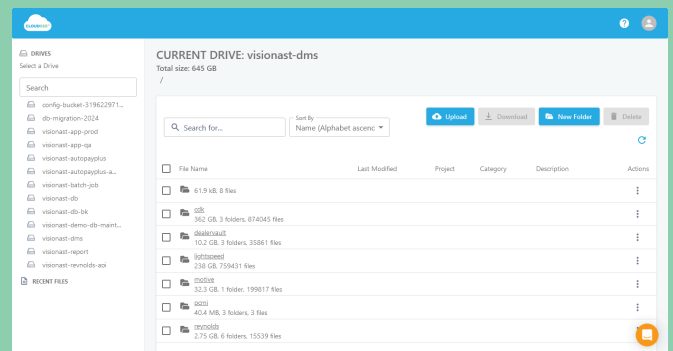 DRIVES
Select a Drive
Search
config-bucket-319622971...
db-migration-2024
visionast-app-prod
visionast-app-qa
visionast-autopayplus
visionast-autopayplus-a...
visionast-batch-job
visionast-db
visionast-db-bk
visionast-demo-db-maint...
visionast-dms
visionast-report
visionast-reynolds-api
RECENT FILES
CURRENT DRIVE: visionast-dms
Total size: 645 GB
/
Search for...
Sort By
Name (Alphabet ascenc
Upload
Download
New Folder
Delete
File Name Last Modified Project Category Description Actions
61.9 kB, 8 files
cdk
362 GB, 3 folders, 874045 files
dealervault
10.2 GB, 3 folders, 35861 files
lightspeed
238 GB, 759431 files
motive
32.3 GB, 1 folder, 199817 files
pcmi
40.4 MB, 3 folders, 3 files
reynolds
2.75 GB, 6 folders, 15539 files